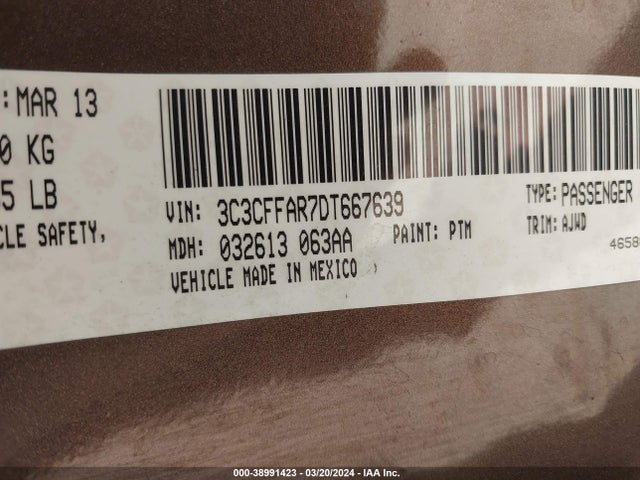 : MAR 13
0 KG
5 LB
CLE SAFETY,
VIN: 3C3CFFAR7DT667639
TYPE: PASSENGER
MDH: 032613 063AA
PAINT: PTM
TRIM: AJWD
VEHICLE MADE IN MEXICO
4658
000-38991423 - 03/20/2024 - IAA Inc.